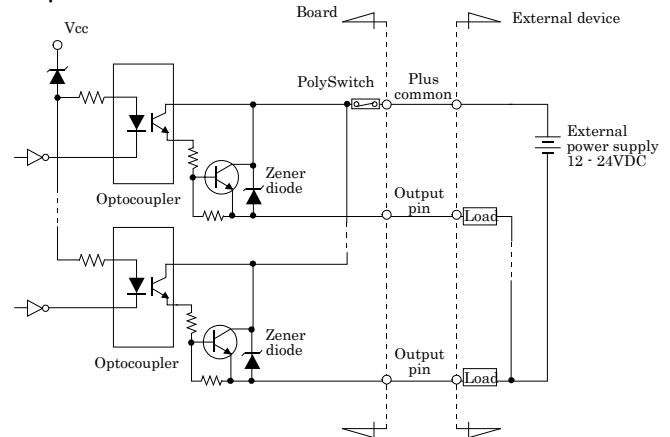 Board
External device
Vcc
PolySwitch
Plus
common
External
power supply
12 - 24VDC
Zener
diode
Optocoupler
Output
pin
Load
Zener
diode
Optocoupler
Output
pin
Load